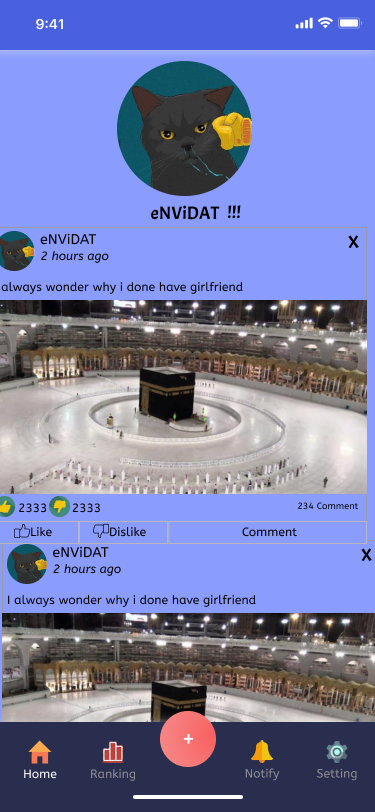 9:41
eNViDAT !!!
eNViDAT
X
2 hours ago
always wonder why i done have girlfriend
2333 2333
234 Comment
Like
Dislike
Comment
eNViDAT
X
2 hours ago
I always wonder why i done have girlfriend
+
Home
Ranking
Notify
Setting